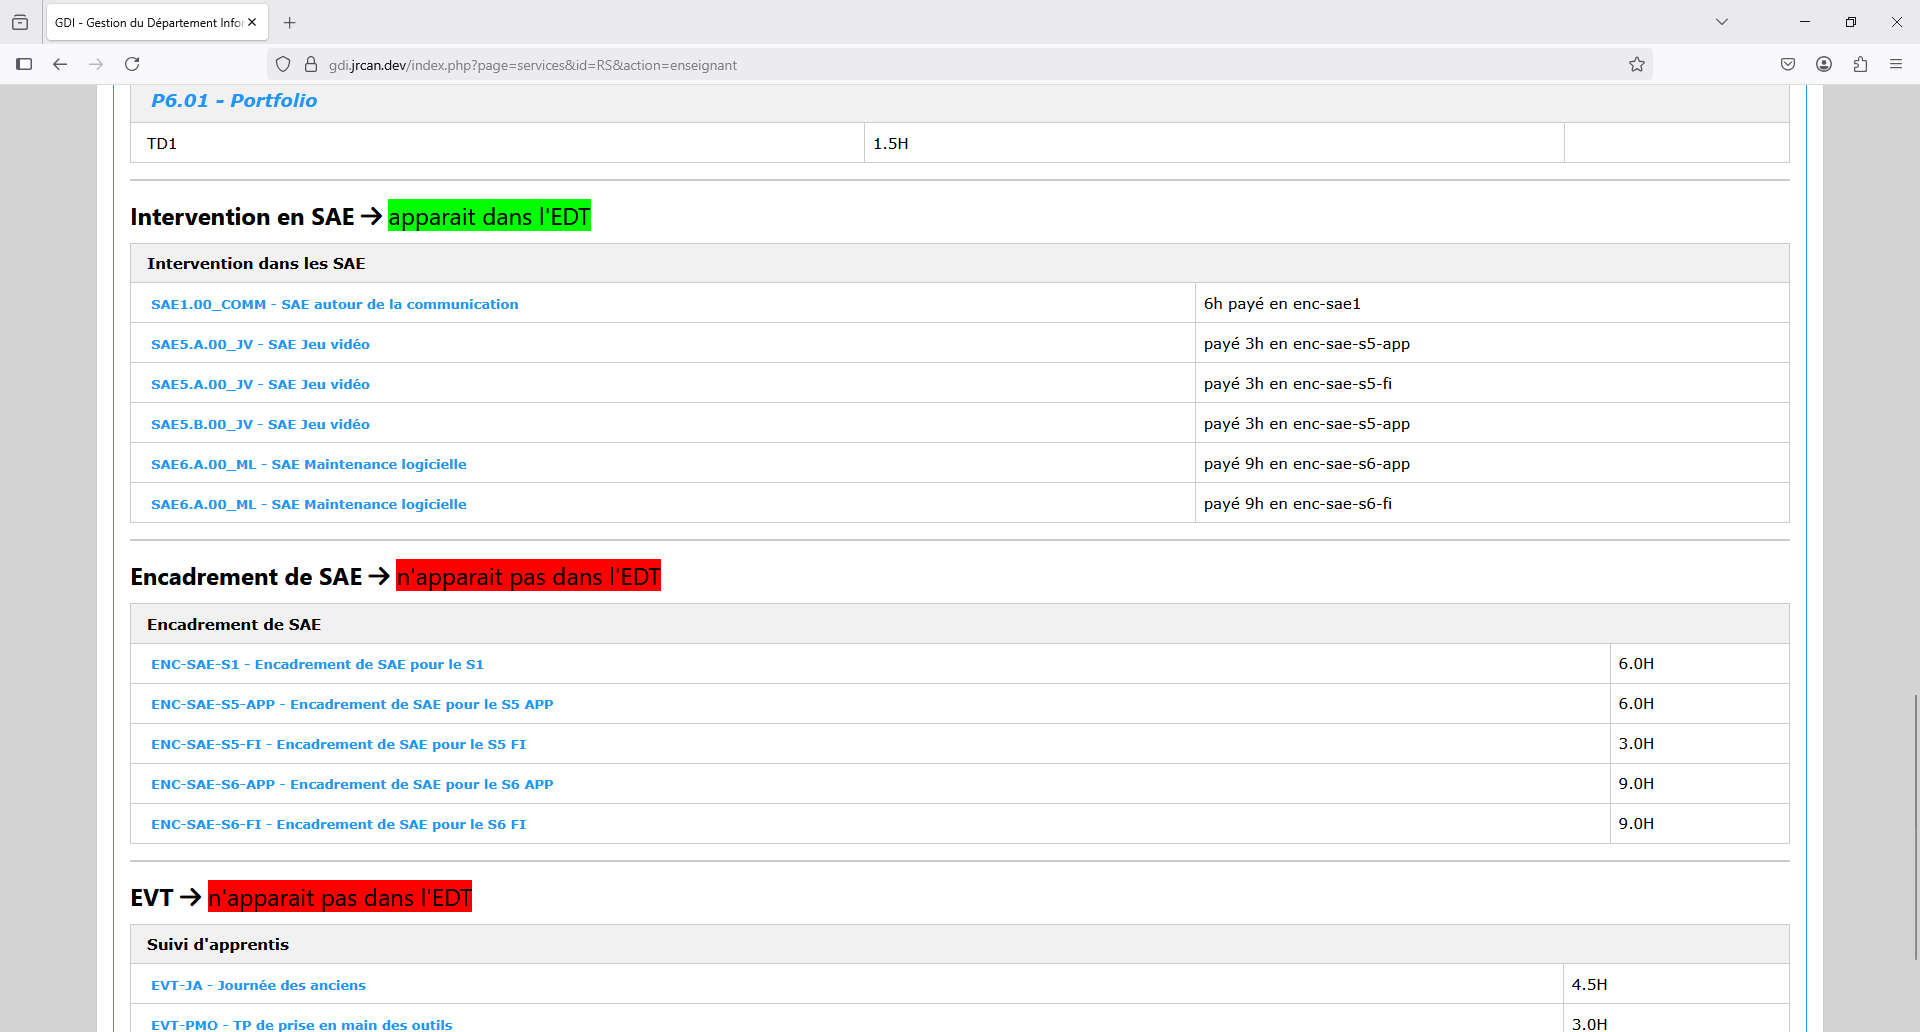 GDI - Gestion du Département Infor
gdi.jrcan.dev/index.php?page=services&id=RS&action=enseignant
P6.01 - Portfolio
TD1 1.5H
Intervention en SAE → apparait dans l'EDT
Intervention dans les SAE
SAE1.00_COMM - SAE autour de la communication 6h payé en enc-sae1
SAE5.A.00_JV - SAE Jeu vidéo payé 3h en enc-sae-s5-app
SAE5.A.00_JV - SAE Jeu vidéo payé 3h en enc-sae-s5-fi
SAE5.B.00_JV - SAE Jeu vidéo payé 3h en enc-sae-s5-app
SAE6.A.00_ML - SAE Maintenance logicielle payé 9h en enc-sae-s6-app
SAE6.A.00_ML - SAE Maintenance logicielle payé 9h en enc-sae-s6-fi
Encadrement de SAE → n'apparait pas dans l'EDT
Encadrement de SAE
ENC-SAE-S1 - Encadrement de SAE pour le S1 6.0H
ENC-SAE-S5-APP - Encadrement de SAE pour le S5 APP 6.0H
ENC-SAE-S5-FI - Encadrement de SAE pour le S5 FI 3.0H
ENC-SAE-S6-APP - Encadrement de SAE pour le S6 APP 9.0H
ENC-SAE-S6-FI - Encadrement de SAE pour le S6 FI 9.0H
EVT → n'apparait pas dans l'EDT
Suivi d'apprentis
EVT-JA - Journée des anciens 4.5H
EVT-PMO - TP de prise en main des outils 3.0H